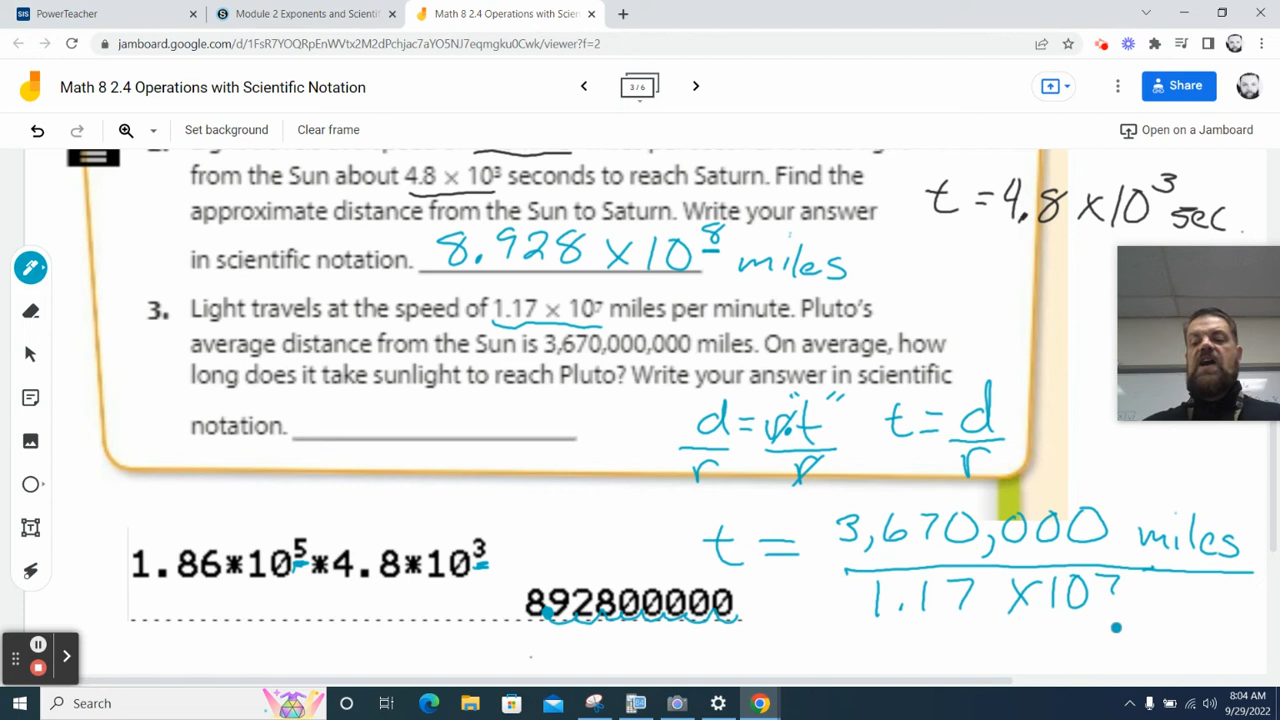 PowerTeacher
Module 2 Exponents and Scientif
Math 8 2.4 Operations with Scien
jamboard.google.com/d/1FsR7YOQRpEnWVtx2M2dPchjac7aYO5NJ7eqmgku0Cwk/viewer?f=2
Math 8 2.4 Operations with Scientific Notation
3/6
Share
Set background
Clear frame
Open on a Jamboard
from the Sun about 4.8 × 10³ seconds to reach Saturn. Find the
approximate distance from the Sun to Saturn. Write your answer
in scientific notation. 8.928 × 10⁸ miles
t = 4.8 × 10³ sec.
3. Light travels at the speed of 1.17 × 10⁷ miles per minute. Pluto's
average distance from the Sun is 3,670,000,000 miles. On average, how
long does it take sunlight to reach Pluto? Write your answer in scientific
notation.
d = "r·t"
r r
t = d
r
t = 3,670,000 miles
1.17 × 10⁷
1.86*10⁵*4.8*10³
892800000
Search
8:04 AM
9/29/2022